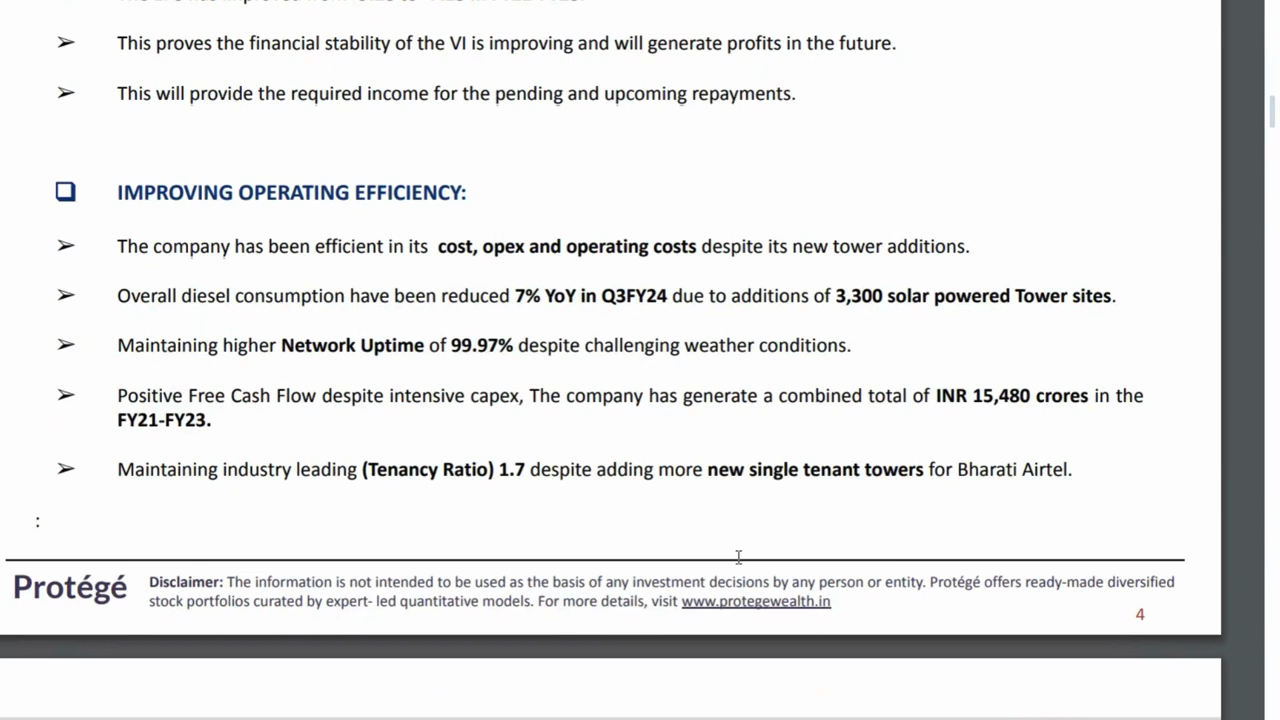 This proves the financial stability of the VI is improving and will generate profits in the future.
This will provide the required income for the pending and upcoming repayments.
IMPROVING OPERATING EFFICIENCY:
The company has been efficient in its cost, opex and operating costs despite its new tower additions.
Overall diesel consumption have been reduced 7% YoY in Q3FY24 due to additions of 3,300 solar powered Tower sites.
Maintaining higher Network Uptime of 99.97% despite challenging weather conditions.
Positive Free Cash Flow despite intensive capex, The company has generate a combined total of INR 15,480 crores in the
FY21-FY23.
Maintaining industry leading (Tenancy Ratio) 1.7 despite adding more new single tenant towers for Bharati Airtel.
:
Protégé
Disclaimer: The information is not intended to be used as the basis of any investment decisions by any person or entity. Protégé offers ready-made diversified
stock portfolios curated by expert- led quantitative models. For more details, visit www.protegewealth.in
4